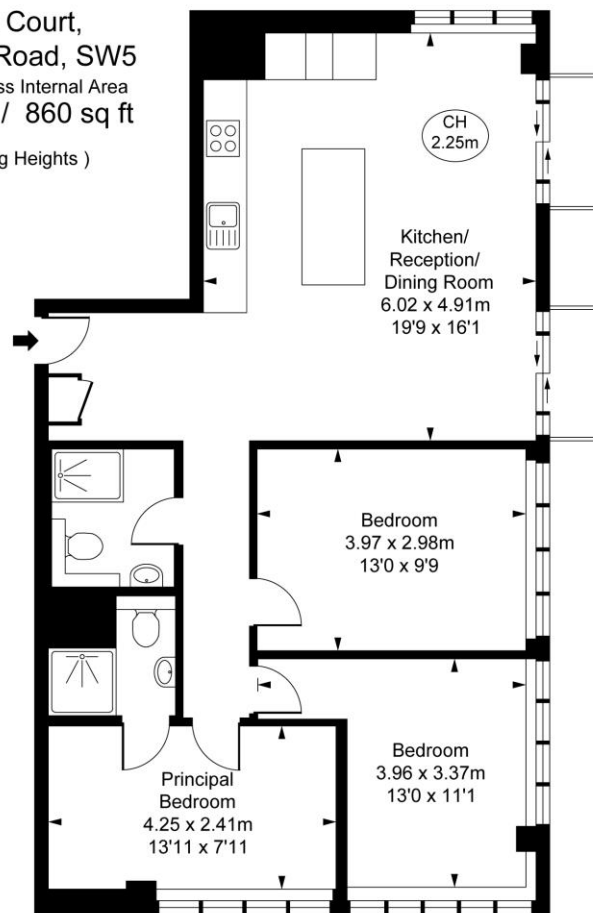 Court,
Road, SW5
ss Internal Area
/ 860 sq ft
g Heights )
CH
2.25m
Kitchen/
Reception/
Dining Room
6.02 x 4.91m
19'9 x 16'1
Bedroom
3.97 x 2.98m
13'0 x 9'9
Bedroom
3.96 x 3.37m
13'0 x 11'1
Principal
Bedroom
4.25 x 2.41m
13'11 x 7'11